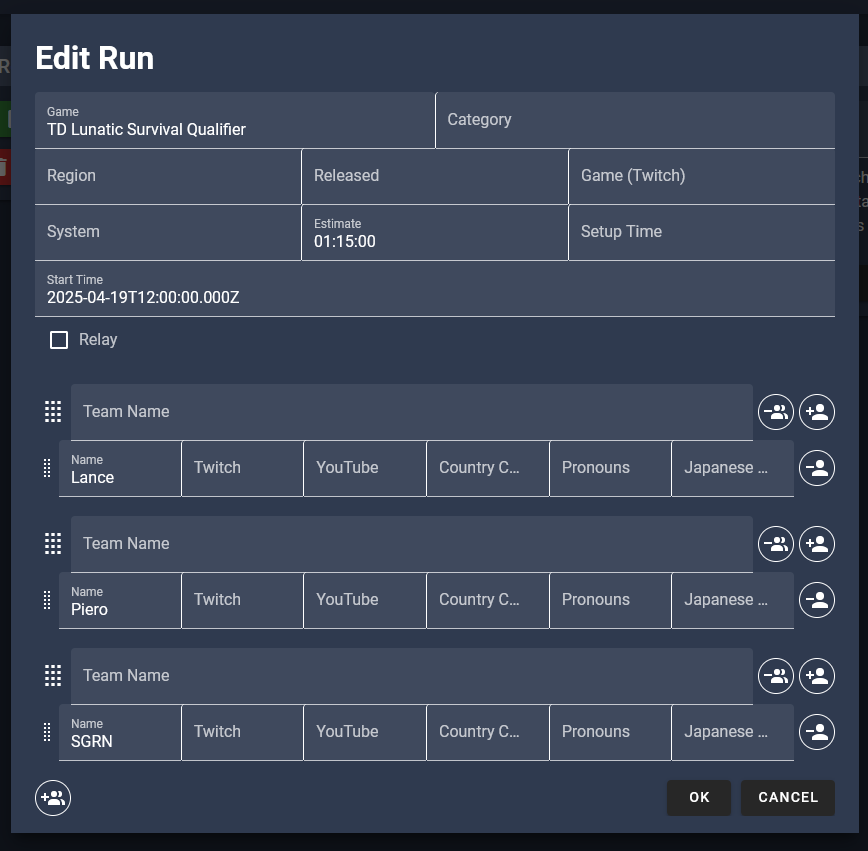 Edit Run
Game
TD Lunatic Survival Qualifier
Category
Region
Released
Game (Twitch)
System
Estimate
01:15:00
Setup Time
Start Time
2025-04-19T12:00:00.000Z
Relay
Team Name
Name
Lance
Twitch
YouTube
Country C...
Pronouns
Japanese ...
Team Name
Name
Piero
Twitch
YouTube
Country C...
Pronouns
Japanese ...
Team Name
Name
SGRN
Twitch
YouTube
Country C...
Pronouns
Japanese ...
OK
CANCEL